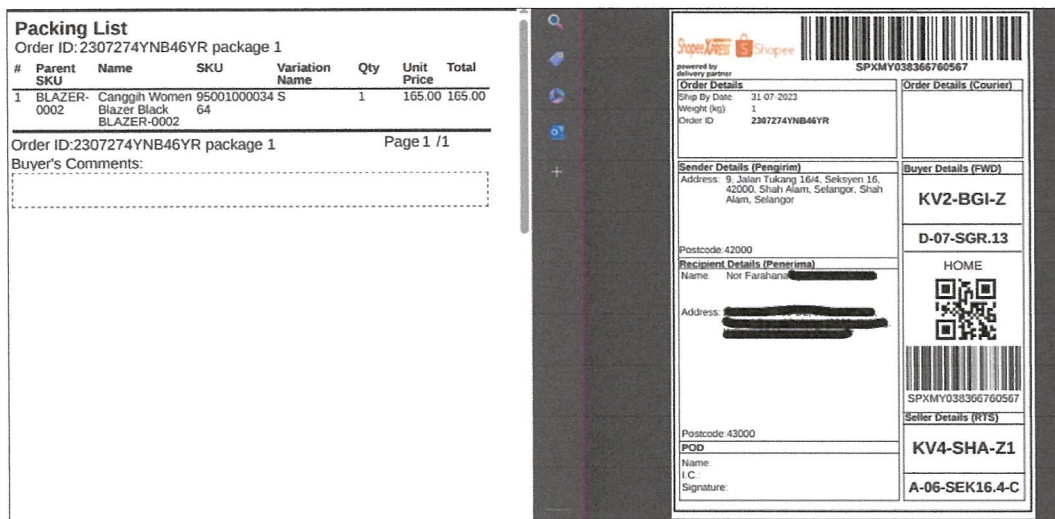 Packing List
Order ID: 2307274YNB46YR package 1
# Parent SKU Name SKU Variation Name Qty Unit Price Total
1 BLAZER-0002 Canggih Women Blazer Black BLAZER-0002 9500100003464 S 1 165.00 165.00
Order ID:2307274YNB46YR package 1 Page 1 /1
Buyer's Comments:
Shopee XPRESS Shopee
powered by
delivery partner
SPXMY038366760567
Order Details
Ship By Date: 31-07-2023
Weight (kg): 1
Order ID 2307274YNB46YR
Order Details (Courier)
Sender Details (Pengirim)
Address: 9, Jalan Tukang 16/4, Seksyen 16,
42000, Shah Alam, Selangor, Shah
Alam, Selangor
Postcode:42000
Buyer Details (FWD)
KV2-BGI-Z
D-07-SGR.13
HOME
SPXMY038366760567
Recipient Details (Penerima)
Name: Nor Farahana
Address:
Postcode:43000
POD
Name:
I.C.:
Signature:
Seller Details (RTS)
KV4-SHA-Z1
A-06-SEK16.4-C